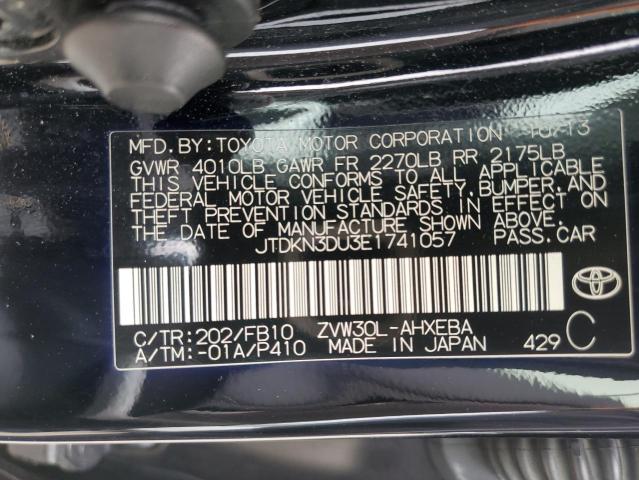 MFD.BY:TOYOTA MOTOR CORPORATION 10/13
GVWR 4010LB GAWR FR 2270LB RR 2175LB
THIS VEHICLE CONFORMS TO ALL APPLICABLE
FEDERAL MOTOR VEHICLE SAFETY, BUMPER, AND
THEFT PREVENTION STANDARDS IN EFFECT ON
THE DATE OF MANUFACTURE SHOWN ABOVE.
JTDKN3DU3E1741057 PASS.CAR
C/TR:202/FB10 ZVW30L-AHXEBA
A/TM:-01A/P410 MADE IN JAPAN 429 C